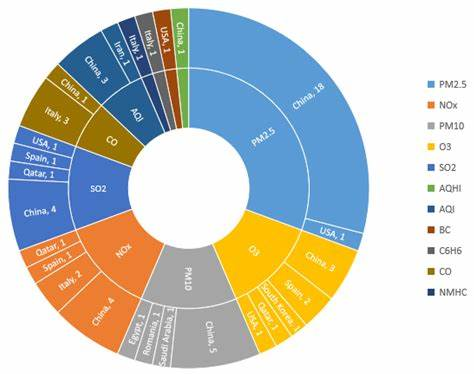 China, 18
USA, 1
PM2.5
China, 3
Spain, 2
South Korea, 1
Qatar, 1
USA, 1
O3
China, 5
Saudi Arabia, 1
Romania, 1
Egypt, 1
PM10
China, 4
Italy, 2
Spain, 1
Qatar, 1
NOx
China, 4
Qatar, 1
Spain, 1
USA, 1
SO2
Italy, 3
China, 1
CO
China, 3
Iran, 1
AQI
Italy, 1
Italy, 1
USA, 1
China, 1
PM2.5
NOx
PM10
O3
SO2
AQHI
AQI
BC
C6H6
CO
NMHC